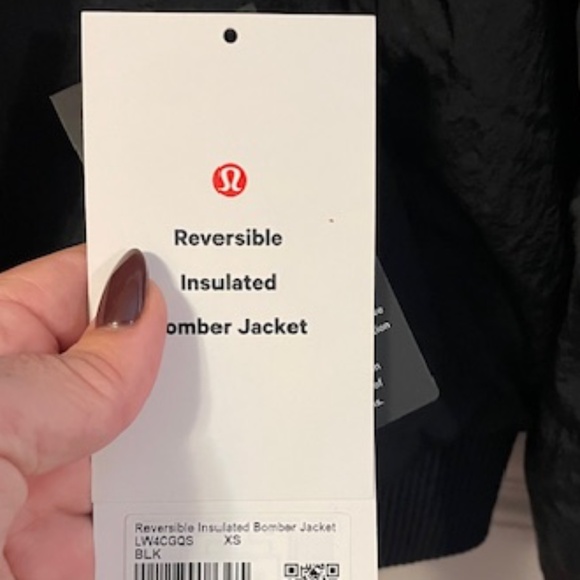 Reversible
Insulated
omber Jacket
Reversible Insulated Bomber Jacket
LW4CGQS XS
BLK